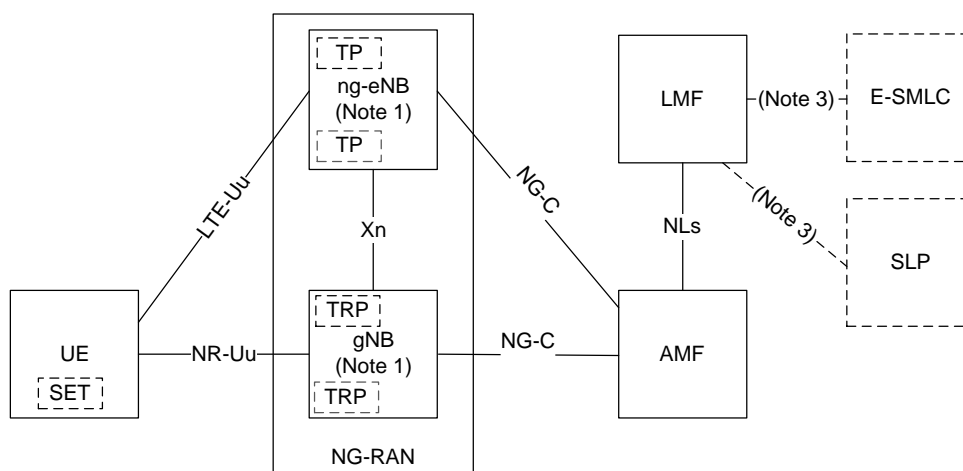 TP
ng-eNB
(Note 1)
TP
LMF
(Note 3)
E-SMLC
LTE-Uu
NG-C
Xn
NLs
(Note 3)
SLP
UE
SET
NR-Uu
TRP
gNB
(Note 1)
TRP
NG-C
AMF
NG-RAN